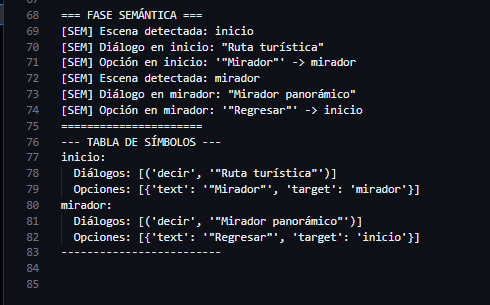 68 === FASE SEMÁNTICA ===
69 [SEM] Escena detectada: inicio
70 [SEM] Diálogo en inicio: "Ruta turística"
71 [SEM] Opción en inicio: '"Mirador"' -> mirador
72 [SEM] Escena detectada: mirador
73 [SEM] Diálogo en mirador: "Mirador panorámico"
74 [SEM] Opción en mirador: '"Regresar"' -> inicio
75 ======================
76 --- TABLA DE SÍMBOLOS ---
77 inicio:
78   Diálogos: [('decir', '"Ruta turística"')]
79   Opciones: [{'text': '"Mirador"', 'target': 'mirador'}]
80 mirador:
81   Diálogos: [('decir', '"Mirador panorámico"')]
82   Opciones: [{'text': '"Regresar"', 'target': 'inicio'}]
83 -------------------------
84
85